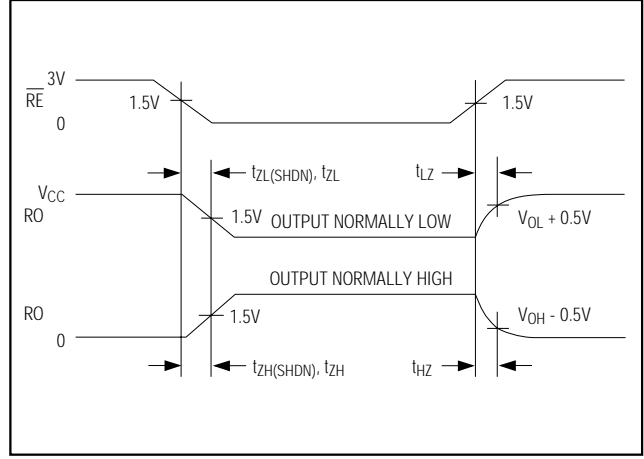 3V
RE
1.5V
1.5V
0
tZL(SHDN), tZL
tLZ
VCC
RO
1.5V
OUTPUT NORMALLY LOW
VOL + 0.5V
OUTPUT NORMALLY HIGH
RO
1.5V
VOH - 0.5V
0
tZH(SHDN), tZH
tHZ